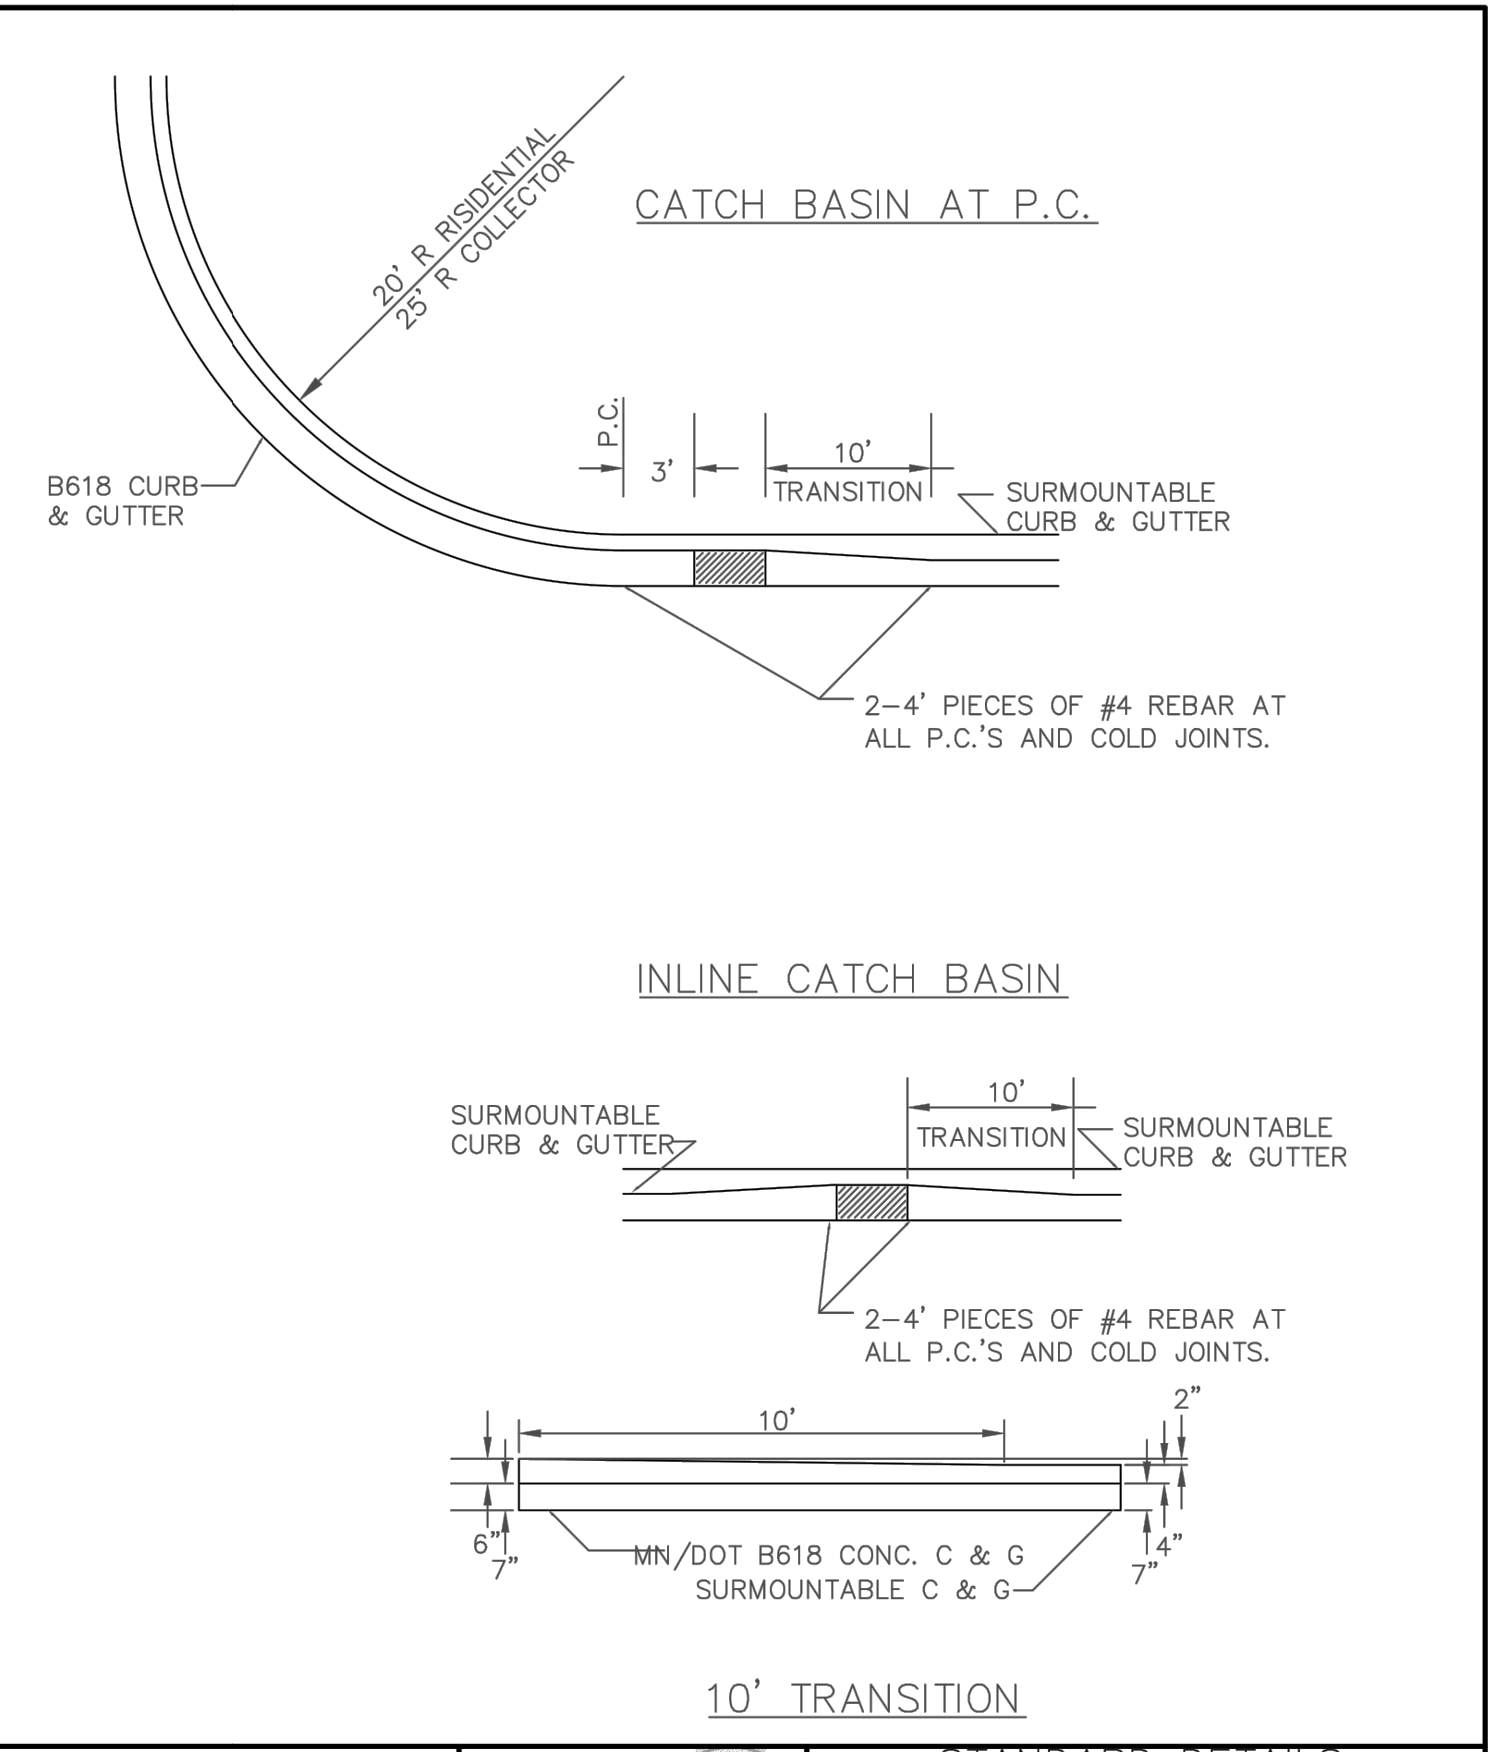 20' R RISIDENTIAL
25' R COLLECTOR
CATCH BASIN AT P.C.
P.C.
3'
10'
TRANSITION
B618 CURB
& GUTTER
SURMOUNTABLE
CURB & GUTTER
2-4' PIECES OF #4 REBAR AT
ALL P.C.'S AND COLD JOINTS.
INLINE CATCH BASIN
10'
TRANSITION
SURMOUNTABLE
CURB & GUTTER
SURMOUNTABLE
CURB & GUTTER
2-4' PIECES OF #4 REBAR AT
ALL P.C.'S AND COLD JOINTS.
2"
10'
6"
7"
4"
7"
MN/DOT B618 CONC. C & G
SURMOUNTABLE C & G
10' TRANSITION
STANDARD DETAILS